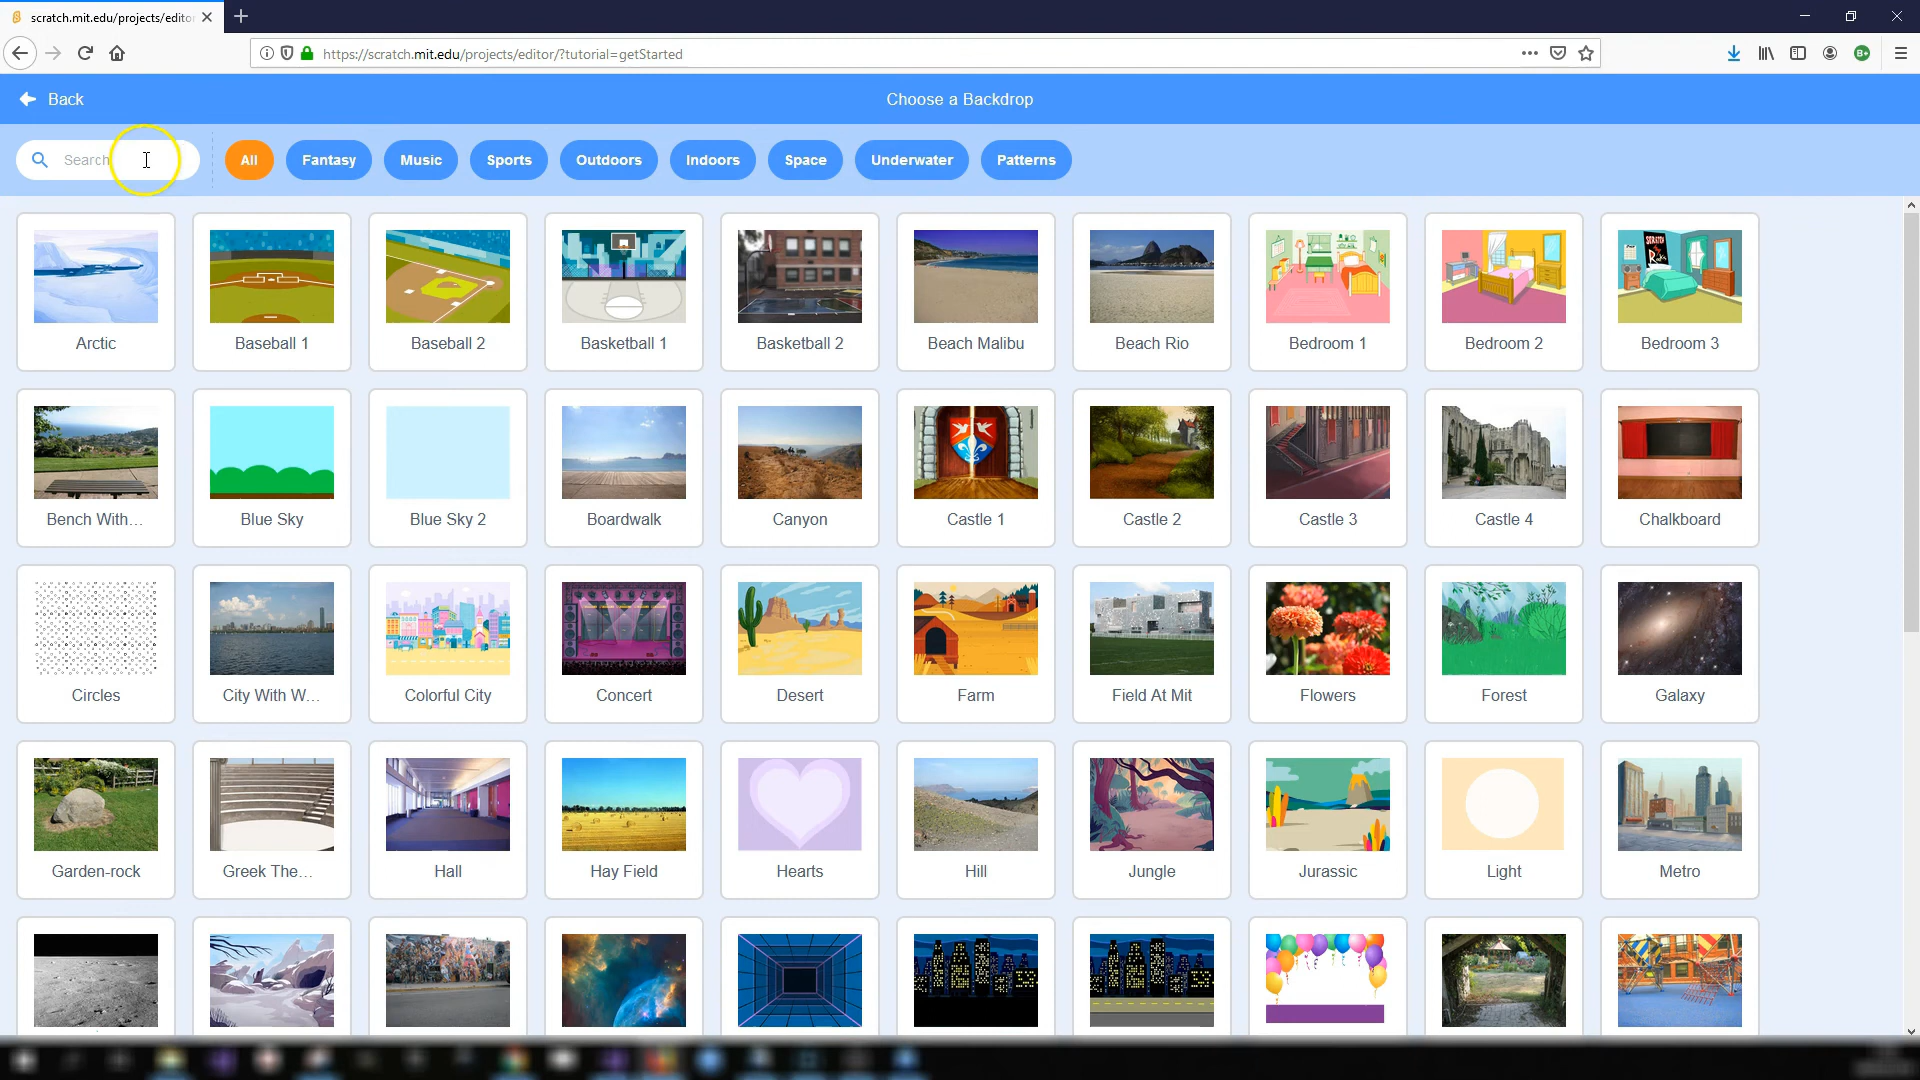 scratch.mit.edu/projects/edito
https://scratch.mit.edu/projects/editor/?tutorial=getStarted
Back
Choose a Backdrop
Search
All
Fantasy
Music
Sports
Outdoors
Indoors
Space
Underwater
Patterns
Arctic
Baseball 1
Baseball 2
Basketball 1
Basketball 2
Beach Malibu
Beach Rio
Bedroom 1
Bedroom 2
Bedroom 3
Bench With...
Blue Sky
Blue Sky 2
Boardwalk
Canyon
Castle 1
Castle 2
Castle 3
Castle 4
Chalkboard
Circles
City With W...
Colorful City
Concert
Desert
Farm
Field At Mit
Flowers
Forest
Galaxy
Garden-rock
Greek The...
Hall
Hay Field
Hearts
Hill
Jungle
Jurassic
Light
Metro